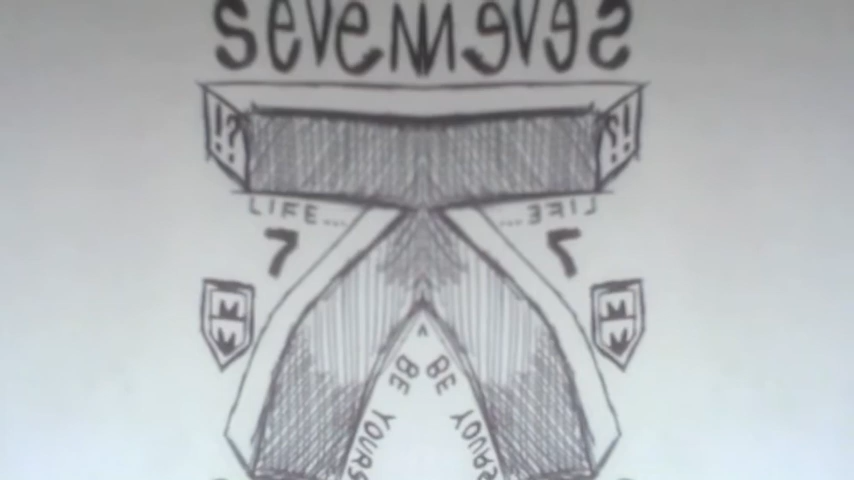 SeveNNeveS
!? ?!
LIFE... ...LIFE
7 7
BE BE
YOURS YOURS